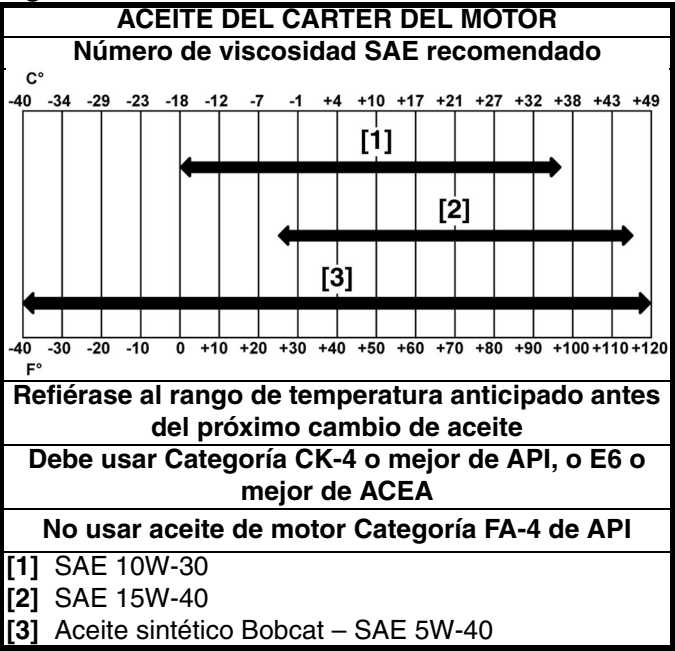 ACEITE DEL CARTER DEL MOTOR
Número de viscosidad SAE recomendado
C°
-40 -34 -29 -23 -18 -12 -7 -1 +4 +10 +17 +21 +27 +32 +38 +43 +49
[1]
[2]
[3]
-40 -30 -20 -10 0 +10 +20 +30 +40 +50 +60 +70 +80 +90 +100 +110 +120
F°
Refiérase al rango de temperatura anticipado antes
del próximo cambio de aceite
Debe usar Categoría CK-4 o mejor de API, o E6 o
mejor de ACEA
No usar aceite de motor Categoría FA-4 de API
[1] SAE 10W-30
[2] SAE 15W-40
[3] Aceite sintético Bobcat – SAE 5W-40